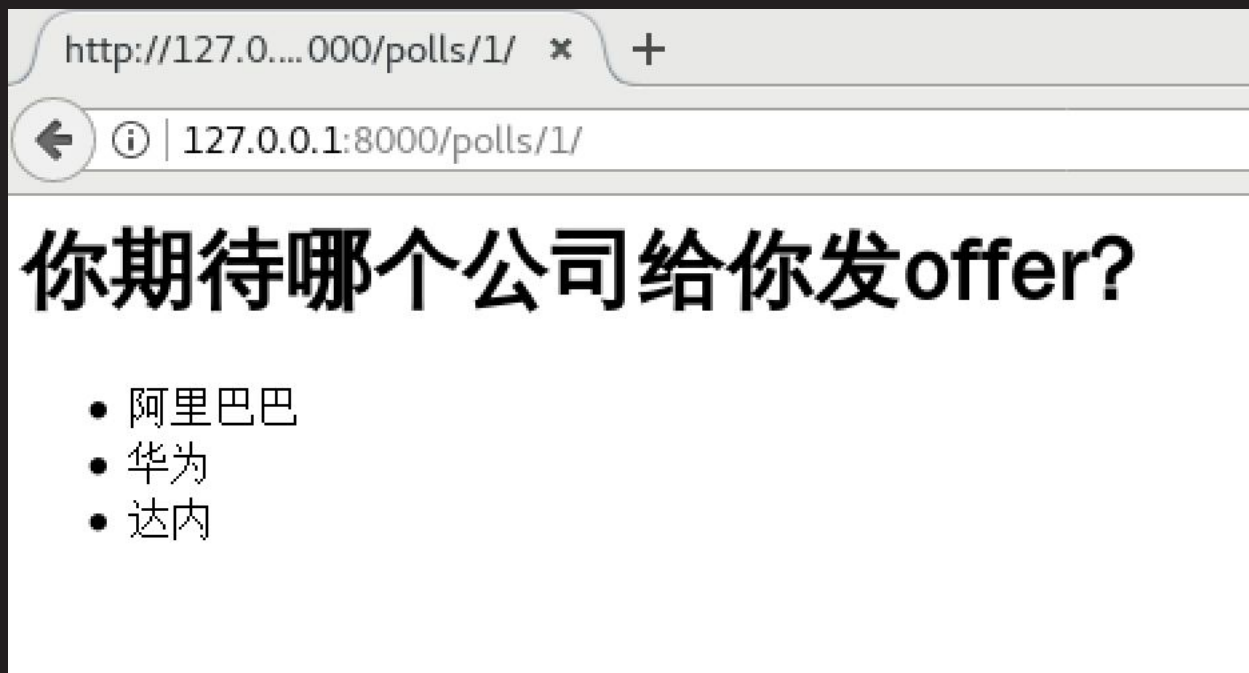 http://127.0....000/polls/1/
127.0.0.1:8000/polls/1/
你期待哪个公司给你发offer?
阿里巴巴
华为
达内